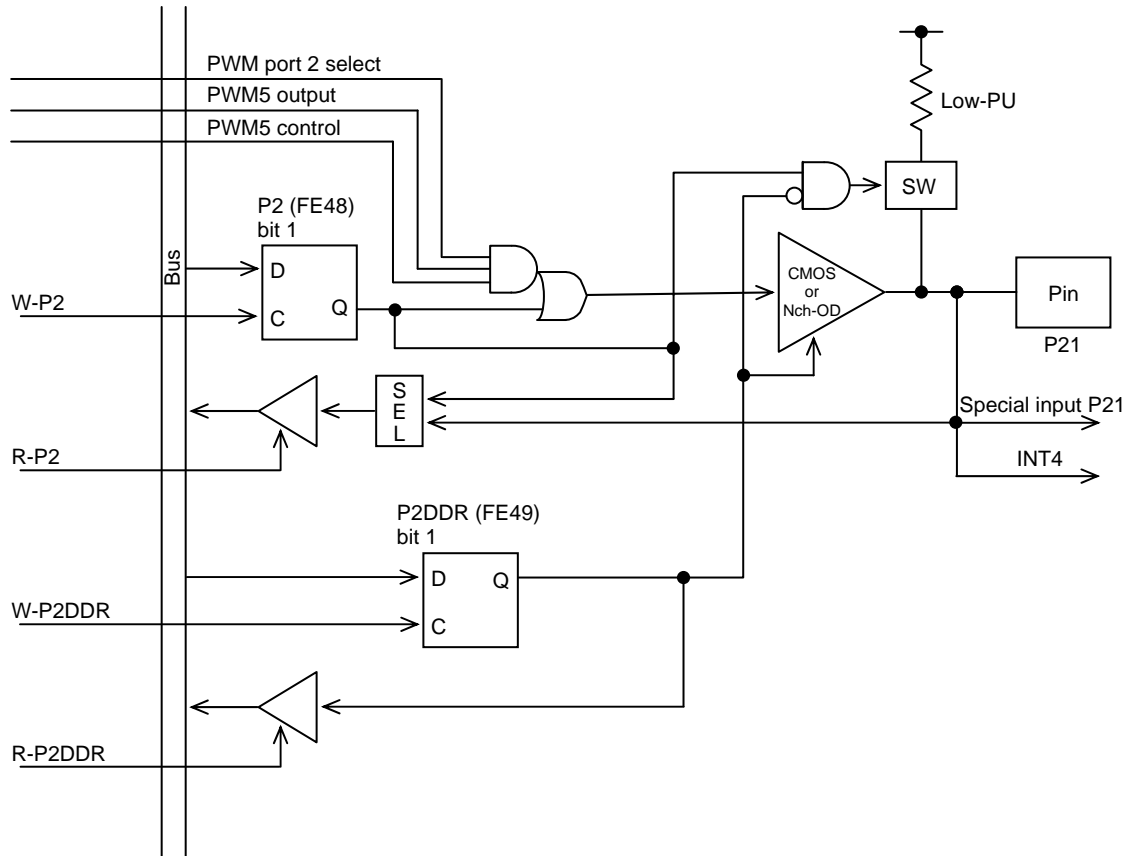 PWM port 2 select
PWM5 output
PWM5 control
Low-PU
SW
P2 (FE48)
bit 1
Bus
D
C
Q
W-P2
CMOS
or
Nch-OD
Pin
P21
SEL
Special input P21
R-P2
INT4
P2DDR (FE49)
bit 1
D
Q
C
W-P2DDR
R-P2DDR